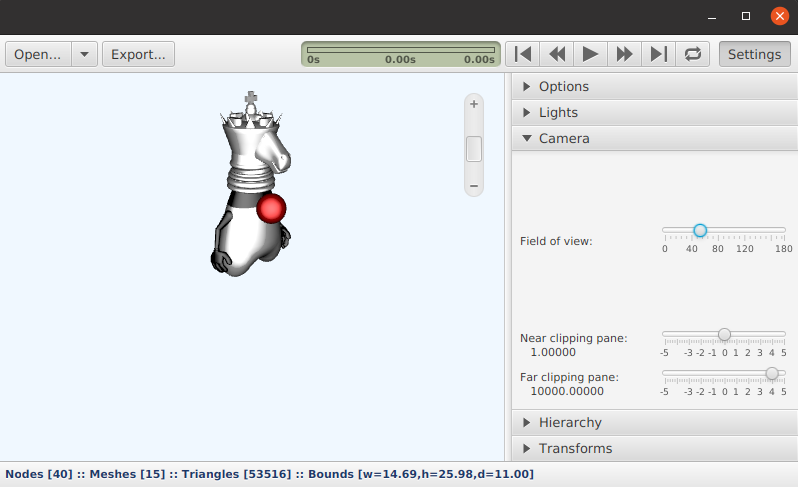 Open... Export... 0s 0.00s 0.00s Settings
Options
Lights
Camera
+
−
Field of view:
0 40 80 120 180
Near clipping pane:
1.00000
-5 -3 -2 -1 0 1 2 3 4 5
Far clipping pane:
10000.00000
-5 -3 -2 -1 0 1 2 3 4 5
Hierarchy
Transforms
Nodes [40] :: Meshes [15] :: Triangles [53516] :: Bounds [w=14.69,h=25.98,d=11.00]